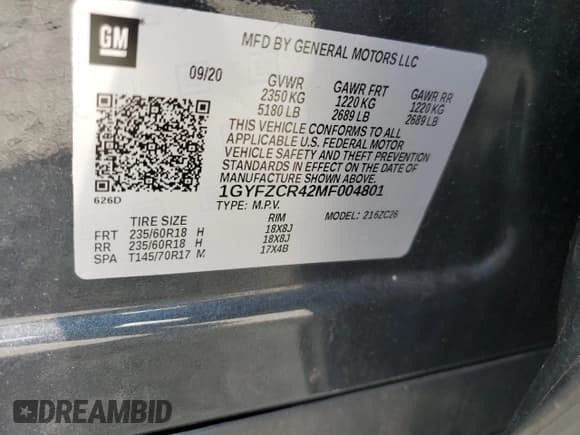 GM
MFD BY GENERAL MOTORS LLC
09/20 GVWR GAWR FRT GAWR RR
2350 KG 1220 KG 1220 KG
5180 LB 2689 LB 2689 LB
THIS VEHICLE CONFORMS TO ALL
APPLICABLE U.S. FEDERAL MOTOR
VEHICLE SAFETY AND THEFT PREVENTION
STANDARDS IN EFFECT ON THE DATE OF
MANUFACTURE SHOWN ABOVE.
1GYFZCR42MF004801
626D
TYPE: M.P.V. MODEL: 216ZC26
TIRE SIZE RIM
FRT 235/60R18 H 18X8J
RR 235/60R18 H 18X8J
SPA T145/70R17 M 17X4B
DREAMBID